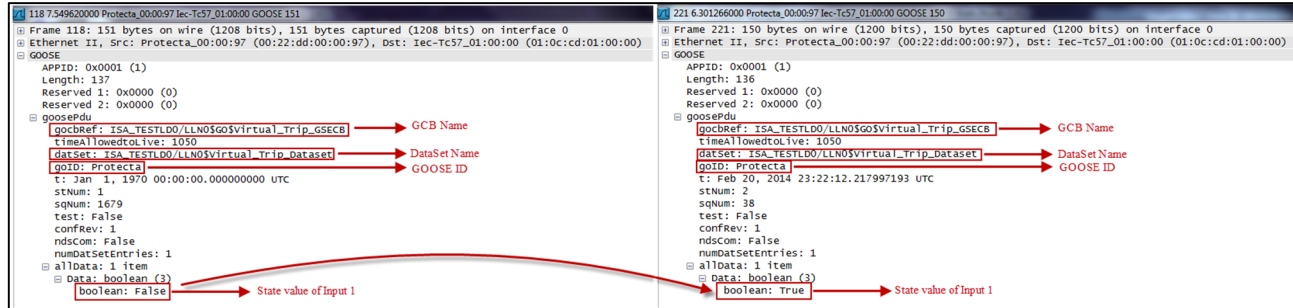 118 7.549620000 Protecta_00:00:97 Iec-Tc57_01:00:00 GOOSE 151
Frame 118: 151 bytes on wire (1208 bits), 151 bytes captured (1208 bits) on interface 0
Ethernet II, Src: Protecta_00:00:97 (00:22:dd:00:00:97), Dst: Iec-Tc57_01:00:00 (01:0c:cd:01:00:00)
GOOSE
APPID: 0x0001 (1)
Length: 137
Reserved 1: 0x0000 (0)
Reserved 2: 0x0000 (0)
goosePdu
gocbRef: ISA_TESTLD0/LLN0$GO$Virtual_Trip_GSECB
GCB Name
timeAllowedtoLive: 1050
datSet: ISA_TESTLD0/LLN0$Virtual_Trip_Dataset
DataSet Name
goID: Protecta
GOOSE ID
t: Jan  1, 1970 00:00:00.000000000 UTC
stNum: 1
sqNum: 1679
test: False
confRev: 1
ndsCom: False
numDatSetEntries: 1
allData: 1 item
Data: boolean (3)
boolean: False
State value of Input 1
221 6.301266000 Protecta_00:00:97 Iec-Tc57_01:00:00 GOOSE 150
Frame 221: 150 bytes on wire (1200 bits), 150 bytes captured (1200 bits) on interface 0
Ethernet II, Src: Protecta_00:00:97 (00:22:dd:00:00:97), Dst: Iec-Tc57_01:00:00 (01:0c:cd:01:00:00)
GOOSE
APPID: 0x0001 (1)
Length: 136
Reserved 1: 0x0000 (0)
Reserved 2: 0x0000 (0)
goosePdu
gocbRef: ISA_TESTLD0/LLN0$GO$Virtual_Trip_GSECB
GCB Name
timeAllowedtoLive: 1050
datSet: ISA_TESTLD0/LLN0$Virtual_Trip_Dataset
DataSet Name
goID: Protecta
GOOSE ID
t: Feb 20, 2014 23:22:12.217997193 UTC
stNum: 2
sqNum: 38
test: False
confRev: 1
ndsCom: False
numDatSetEntries: 1
allData: 1 item
Data: boolean (3)
boolean: True
State value of Input 1